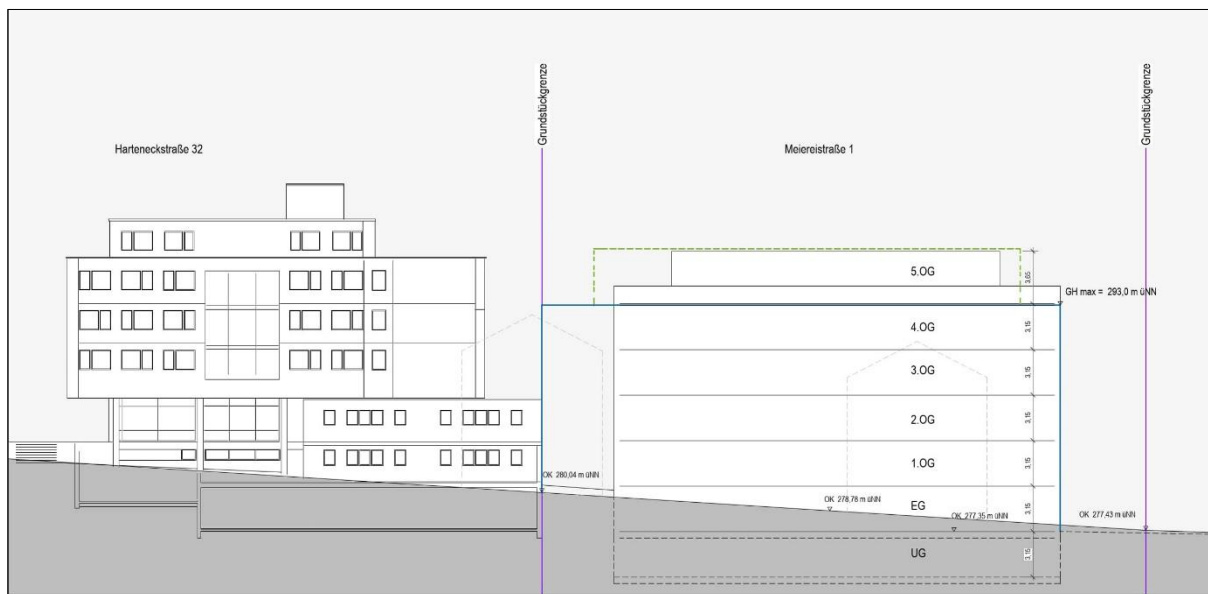 Grundstückgrenze
Grundstückgrenze
Harteneckstraße 32
Meiereistraße 1
5.OG
3,65
GH max = 293,0 m üNN
4.OG
3,15
3.OG
3,15
2.OG
3,15
1.OG
3,15
OK 280,04 m üNN
OK 278,78 m üNN
EG
3,15
OK 277,35 m üNN
OK 277,43 m üNN
UG
3,15